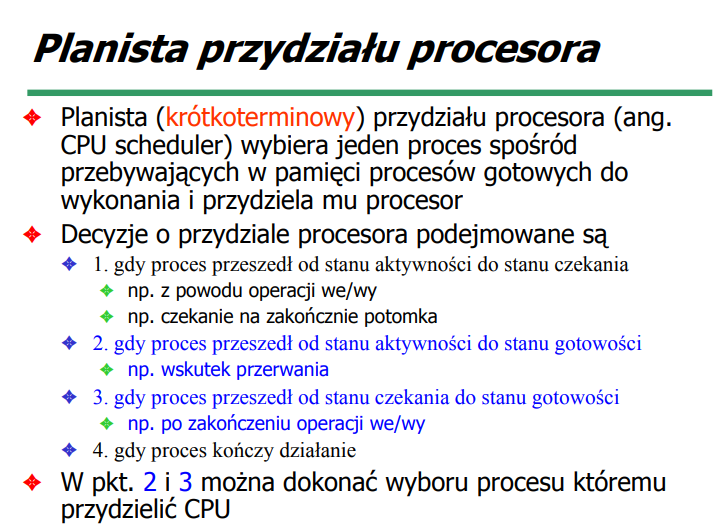 Planista przydziału procesora
Planista (krótkoterminowy) przydziału procesora (ang.
CPU scheduler) wybiera jeden proces spośród
przebywających w pamięci procesów gotowych do
wykonania i przydziela mu procesor
Decyzje o przydziale procesora podejmowane są
1. gdy proces przeszedł od stanu aktywności do stanu czekania
np. z powodu operacji we/wy
np. czekanie na zakończnie potomka
2. gdy proces przeszedł od stanu aktywności do stanu gotowości
np. wskutek przerwania
3. gdy proces przeszedł od stanu czekania do stanu gotowości
np. po zakończeniu operacji we/wy
4. gdy proces kończy działanie
W pkt. 2 i 3 można dokonać wyboru procesu któremu
przydzielić CPU